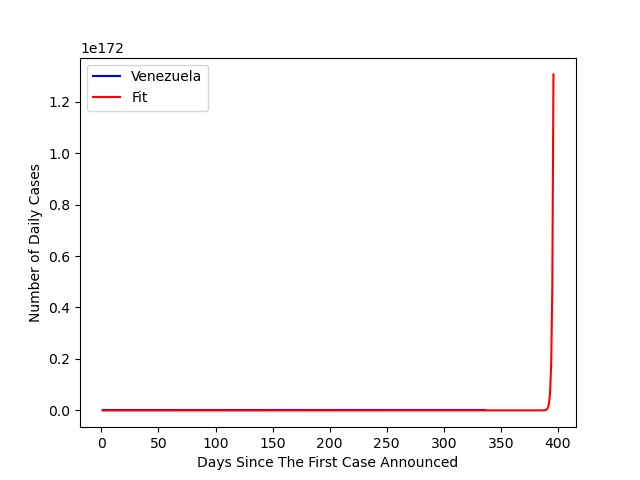 1e172
Venezuela
Fit
1.2
1.0
0.8
0.6
0.4
0.2
0.0
Number of Daily Cases
0 50 100 150 200 250 300 350 400
Days Since The First Case Announced